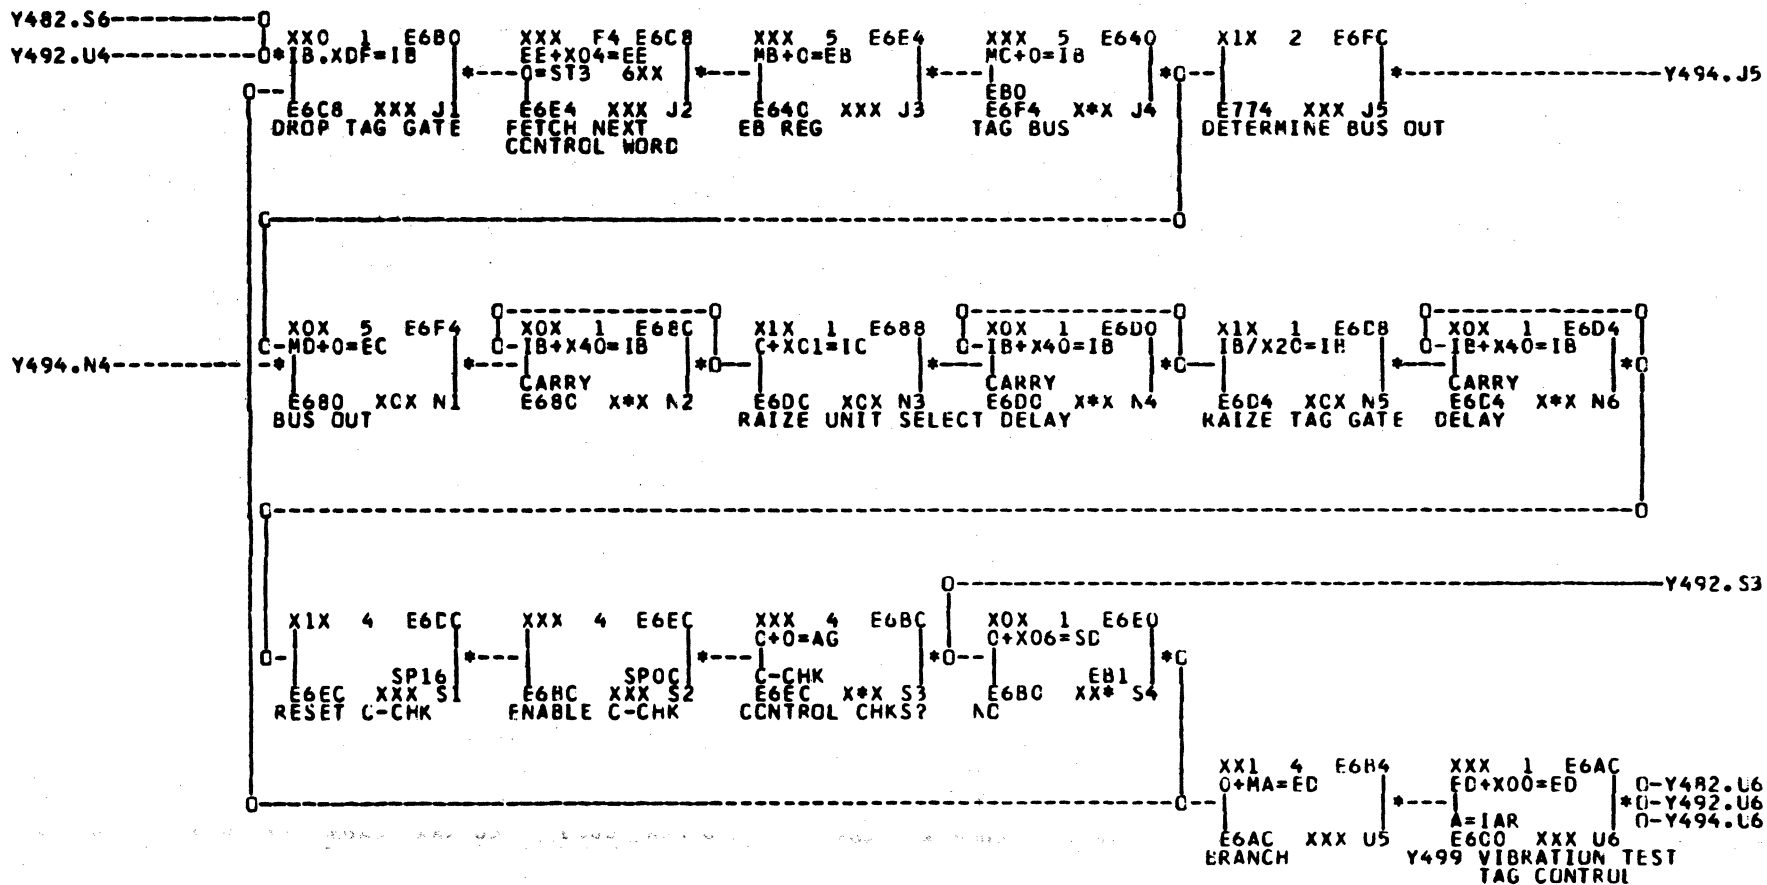 Y482.S6
XX0 1 E6B0 XXX F4 E6C8 XXX 5 E6E4 XXX 5 E640 X1X 2 E6FC
Y492.U4 *IB.XDF=IB EE+X04=EE MB+0=EB MC+0=IB
0=ST3 6XX Y494.J5
EB0
E6C8 XXX J1 E6E4 XXX J2 E64C XXX J3 E6F4 X*X J4 E774 XXX J5
DROP TAG GATE FETCH NEXT EB REG TAG BUS DETERMINE BUS OUT
CONTROL WORD
X0X 5 E6F4 X0X 1 E68C X1X 1 E688 X0X 1 E6D0 X1X 1 E6D8 X0X 1 E6D4
MD+0=EC IB+X40=IB C+XC1=IC IB+X40=IB IB/X20=IB IB+X40=IB
Y494.N4
CARRY CARRY CARRY
E680 XCX N1 E68C X*X N2 E6DC XCX N3 E6DC X*X N4 E6D4 XCX N5 E6C4 X*X N6
BUS OUT RAIZE UNIT SELECT DELAY RAIZE TAG GATE DELAY
Y492.S3
X1X 4 E6DC XXX 4 E6EC XXX 4 E6BC X0X 1 E6E0
C+0=AG 0+X06=SD
SP16 SP0C C-CHK EB1
E6EC XXX S1 E6BC XXX S2 E6EC X*X S3 E6B0 XX* S4
RESET C-CHK ENABLE C-CHK CONTROL CHKS? NO
XX1 4 E6B4 XXX 1 E6AC
0+MA=ED ED+X00=ED Y482.U6
Y492.U6
A=IAR Y494.U6
E6AC XXX U5 E6C0 XXX U6
BRANCH Y499 VIBRATION TEST
TAG CONTROL